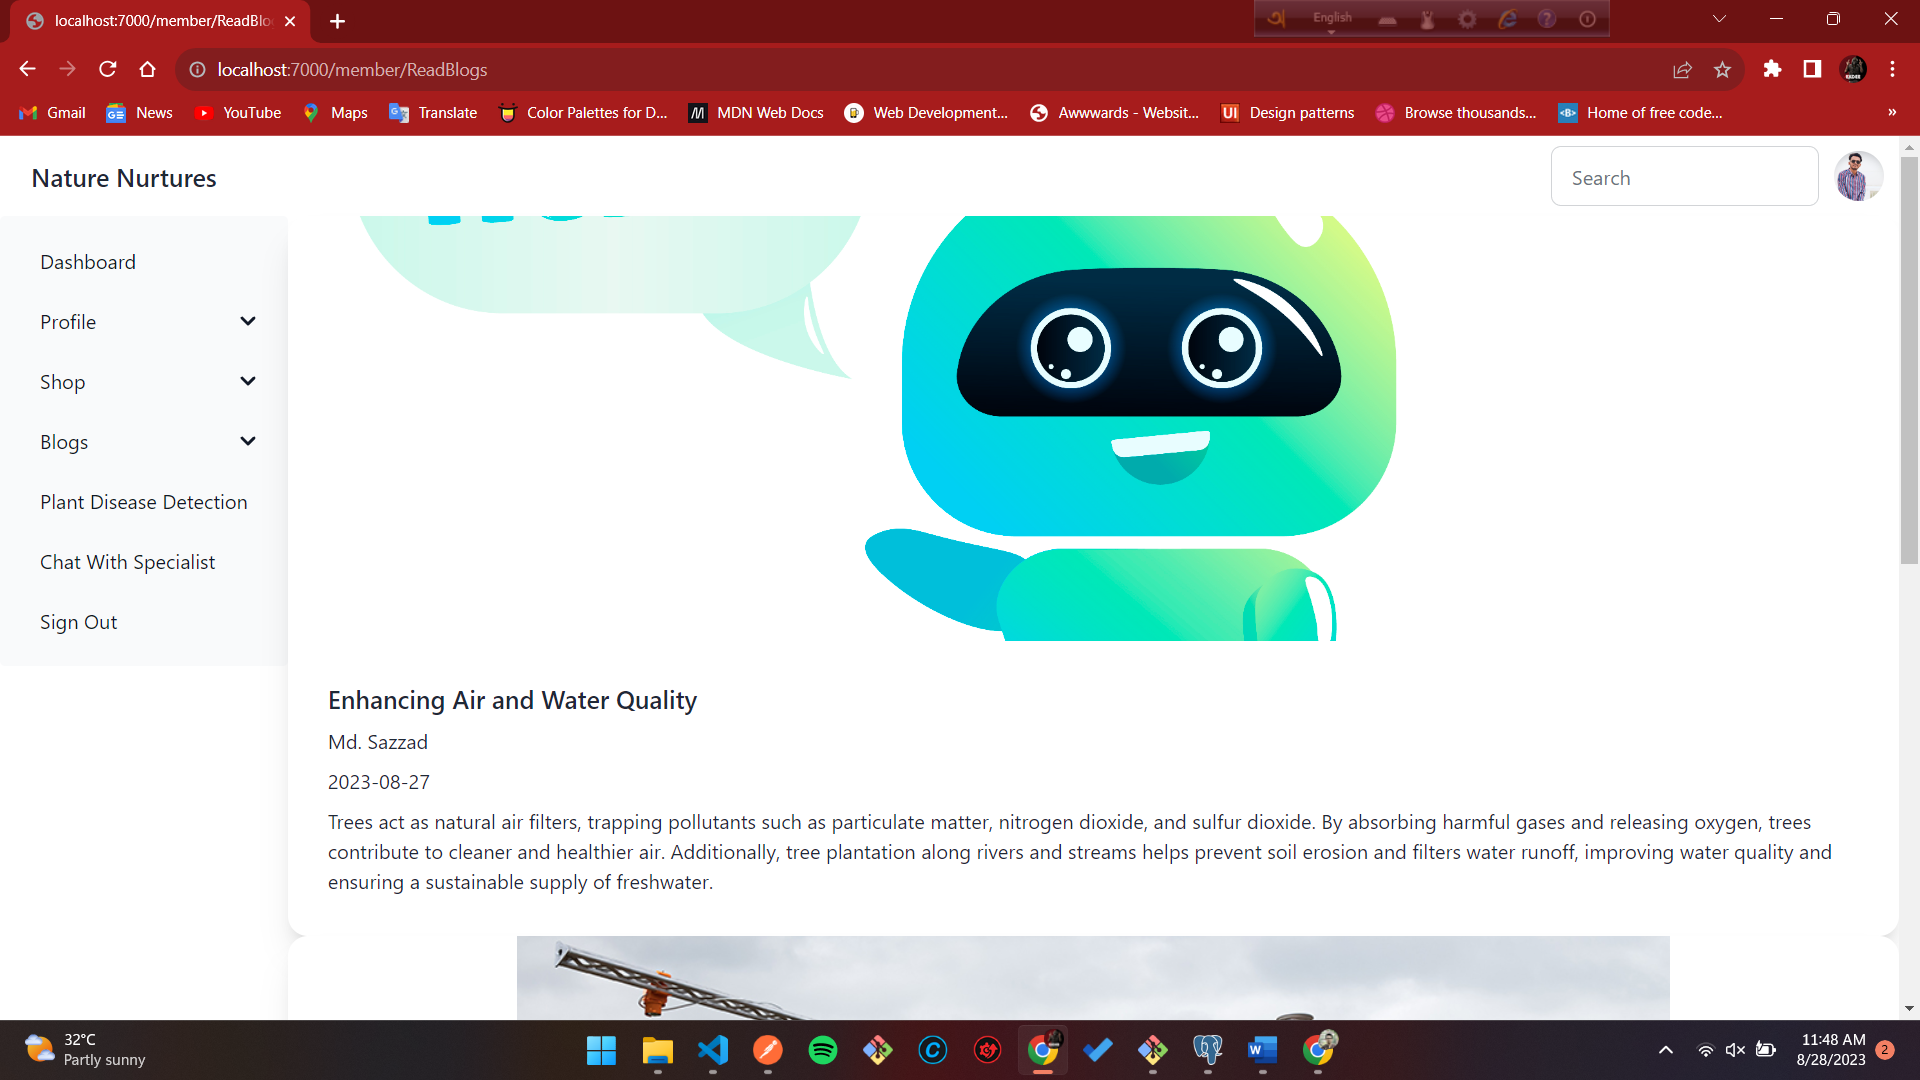 localhost:7000/member/ReadBlo
English
localhost:7000/member/ReadBlogs
Gmail
News
YouTube
Maps
Translate
Color Palettes for D...
MDN Web Docs
Web Development...
Awwwards - Websit...
Design patterns
Browse thousands...
Home of free code...
»
Nature Nurtures
Search
Dashboard
Profile
Shop
Blogs
Plant Disease Detection
Chat With Specialist
Sign Out
Enhancing Air and Water Quality
Md. Sazzad
2023-08-27
Trees act as natural air filters, trapping pollutants such as particulate matter, nitrogen dioxide, and sulfur dioxide. By absorbing harmful gases and releasing oxygen, trees
contribute to cleaner and healthier air. Additionally, tree plantation along rivers and streams helps prevent soil erosion and filters water runoff, improving water quality and
ensuring a sustainable supply of freshwater.
32°C
Partly sunny
11:48 AM
8/28/2023
2